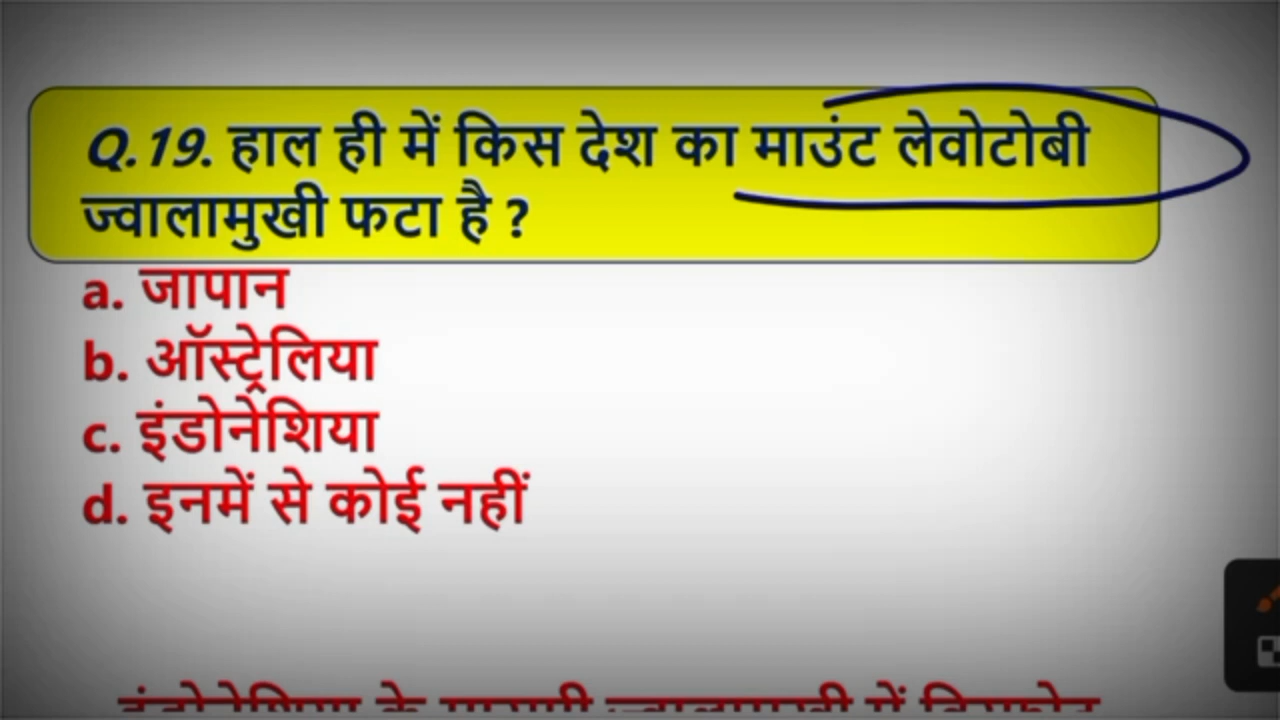 Q.19. हाल ही में किस देश का माउंट लेवोटोबी
ज्वालामुखी फटा है ?
a. जापान
b. ऑस्ट्रेलिया
c. इंडोनेशिया
d. इनमें से कोई नहीं